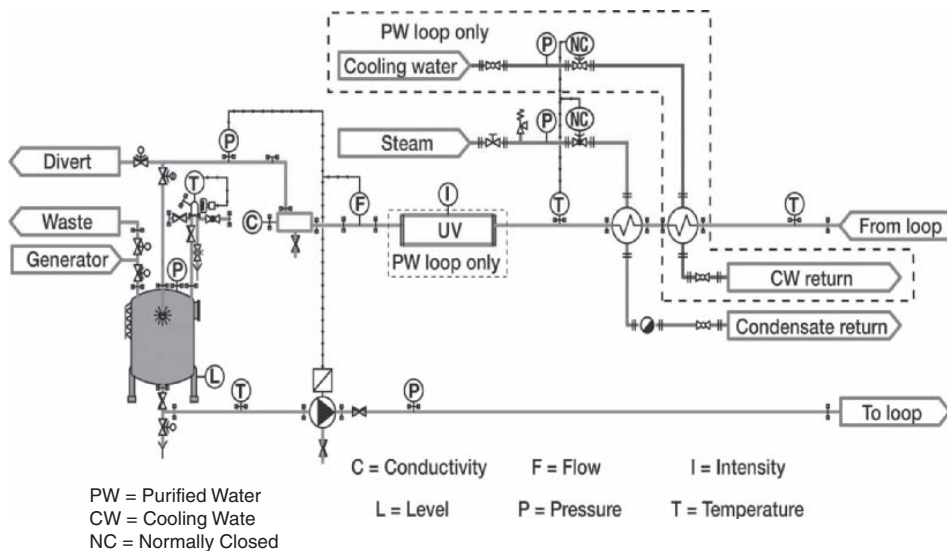 PW loop only
P
NC
Cooling water
P
Steam
P
NC
Divert
T
Waste
C
F
I
UV
T
T
From loop
Generator
P
PW loop only
CW return
Condensate return
L
T
P
To loop
C = Conductivity
F = Flow
I = Intensity
L = Level
P = Pressure
T = Temperature
PW = Purified Water
CW = Cooling Wate
NC = Normally Closed